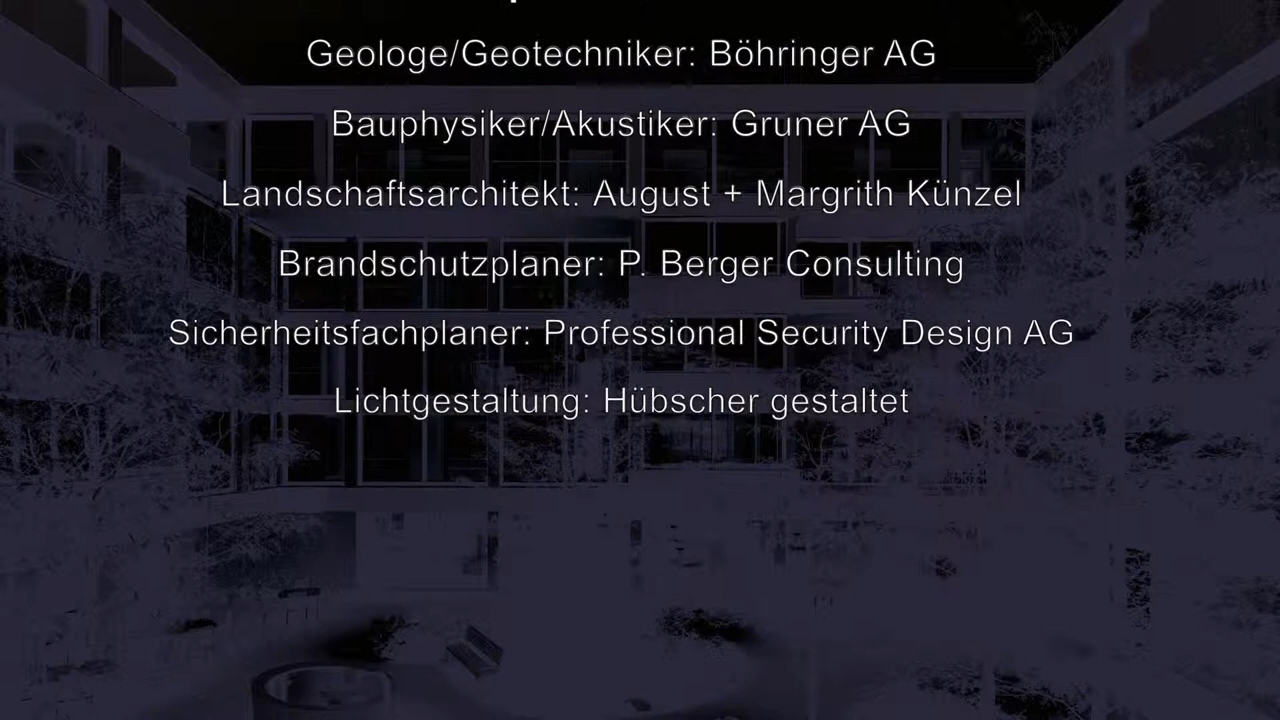 Geologe/Geotechniker: Böhringer AG
Bauphysiker/Akustiker: Gruner AG
Landschaftsarchitekt: August + Margrith Künzel
Brandschutzplaner: P. Berger Consulting
Sicherheitsfachplaner: Professional Security Design AG
Lichtgestaltung: Hübscher gestaltet